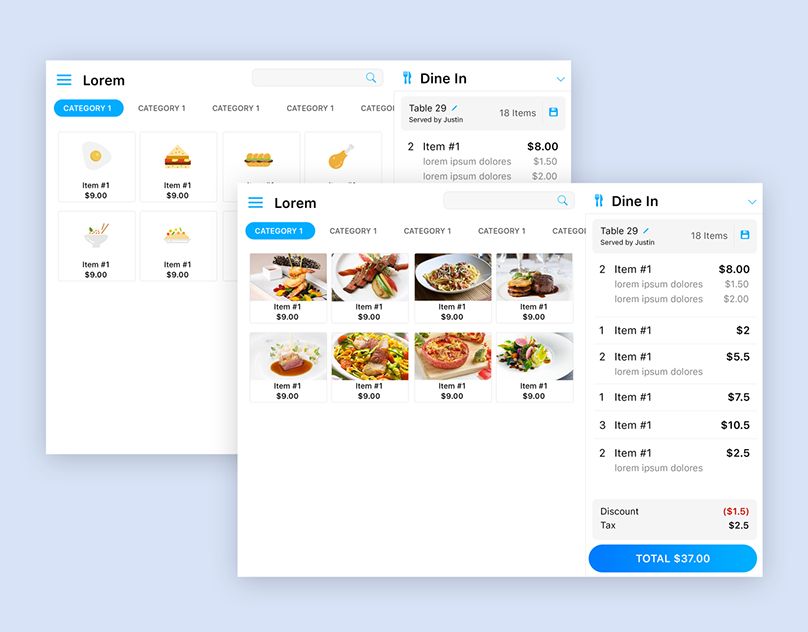 Lorem
Dine In
CATEGORY 1
CATEGORY 1
CATEGORY 1
CATEGORY 1
Table 29
Served by Justin
18 Items
Item #1
$9.00
Item #1
$9.00
Item #1
$9.00
Item #1
$9.00
2 Item #1 $8.00
lorem ipsum dolores $1.50
lorem ipsum dolores $2.00
Item #1
$9.00
Item #1
$9.00
Lorem
Dine In
CATEGORY 1
CATEGORY 1
CATEGORY 1
CATEGORY 1
Table 29
Served by Justin
18 Items
Item #1
$9.00
Item #1
$9.00
Item #1
$9.00
Item #1
$9.00
Item #1
$9.00
Item #1
$9.00
Item #1
$9.00
Item #1
$9.00
2 Item #1 $8.00
lorem ipsum dolores $1.50
lorem ipsum dolores $2.00
1 Item #1 $2
2 Item #1 $5.5
lorem ipsum dolores
1 Item #1 $7.5
3 Item #1 $10.5
2 Item #1 $2.5
lorem ipsum dolores
Discount ($1.5)
Tax $2.5
TOTAL $37.00